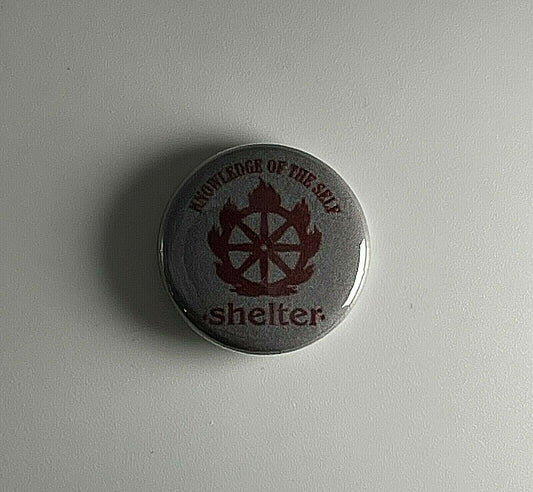 KNOWLEDGE OF THE SELF
·shelter·